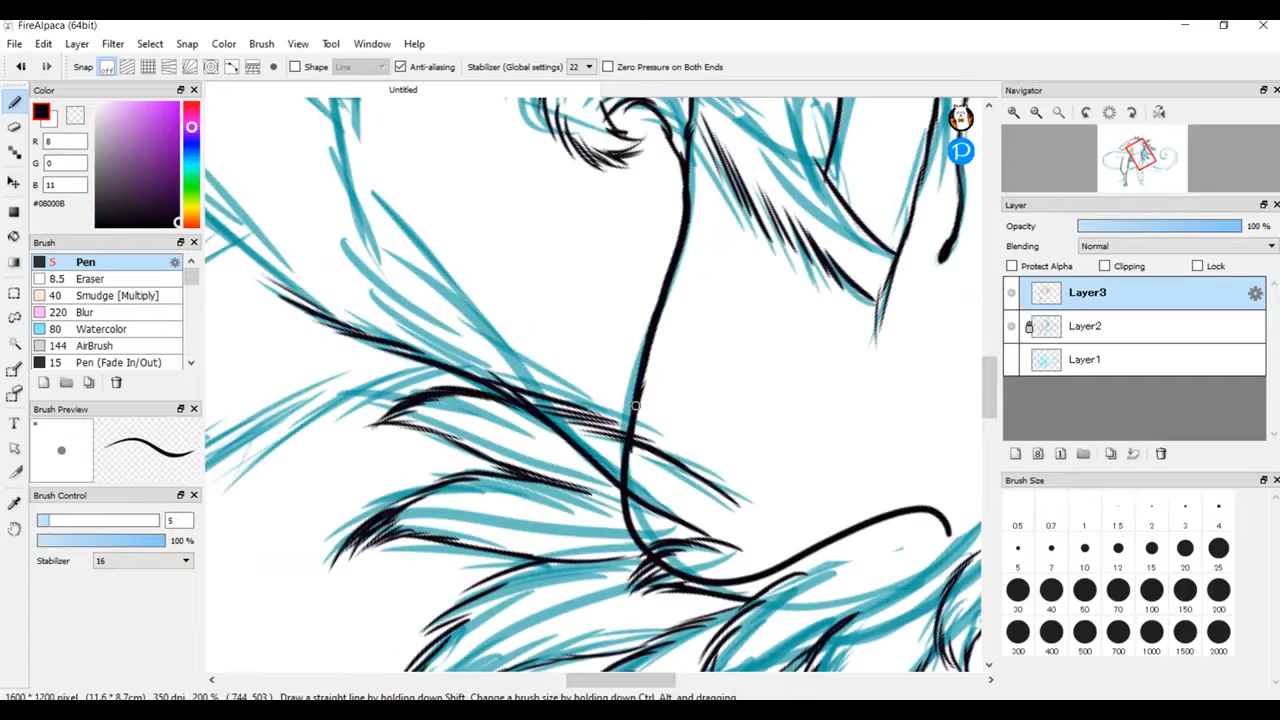 FireAlpaca (64bit)
File Edit Layer Filter Select Snap Color Brush View Tool Window Help
Snap off Shape Line Anti-aliasing Stabilizer (Global settings) 22 Zero Pressure on Both Ends
Color
R 8
G 0
B 11
#08000B
Brush
5 Pen
8.5 Eraser
40 Smudge [Multiply]
220 Blur
80 Watercolor
144 AirBrush
15 Pen (Fade In/Out)
Brush Preview
Brush Control
5
100 %
Stabilizer 16
Untitled
Navigator
Layer
Opacity 100 %
Blending Normal
Protect Alpha Clipping Lock
Layer3
Layer2
Layer1
Brush Size
0.5 0.7 1 1.5 2 3 4
5 7 10 12 15 20 25
30 40 50 70 100 150 200
300 400 500 700 1000 1500 2000
1600 * 1200 pixel (11.6 * 8.7cm) 350 dpi 200 % ( 744, 503) Draw a straight line by holding down Shift, Change a brush size by holding down Ctrl, Alt, and dragging